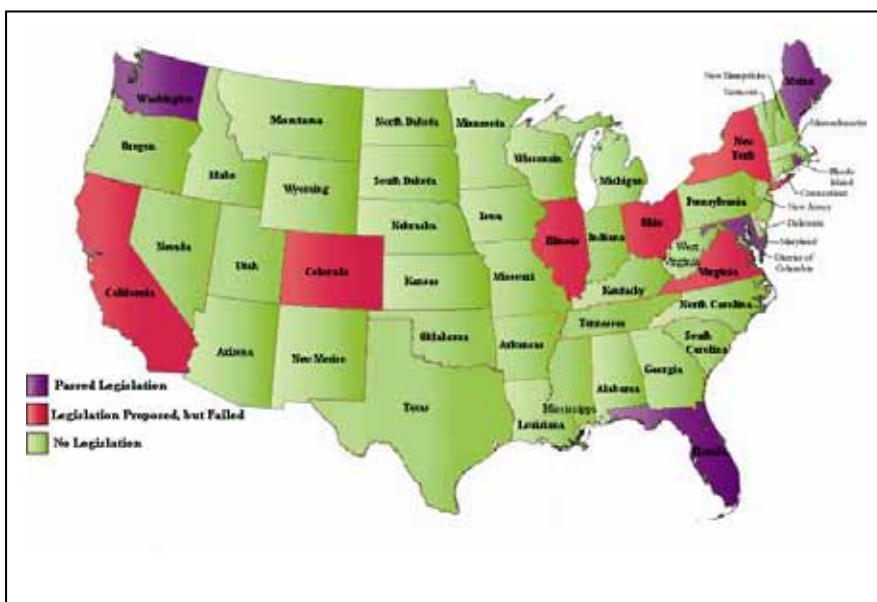 Washington
Montana
North Dakota
Minnesota
Maine
New Hampshire
Vermont
Massachusetts
Oregon
Idaho
Wyoming
South Dakota
Wisconsin
Michigan
New
York
Rhode
Island
Connecticut
New Jersey
Delaware
Maryland
District of
Columbia
Pennsylvania
Nebraska
Iowa
Nevada
Utah
Colorado
Kansas
Missouri
Illinois
Indiana
Ohio
West
Virginia
Virginia
Kentucky
California
Arizona
New Mexico
Oklahoma
Arkansas
Tennessee
North Carolina
South
Carolina
Texas
Louisiana
Mississippi
Alabama
Georgia
Florida
Passed Legislation
Legislation Proposed, but Failed
No Legislation